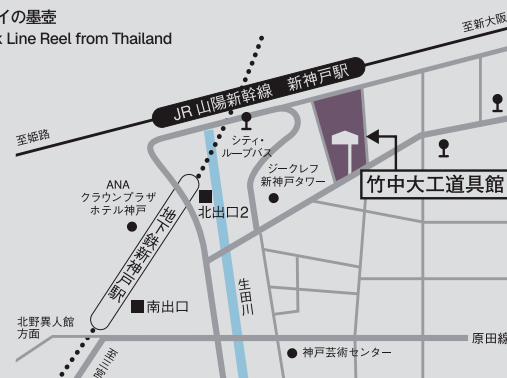 イの墨壺
Line Reel from Thailand
至新大阪
JR 山陽新幹線 新神戸駅
至姫路
シティ・
ループバス
ジークレフ
新神戸タワー
竹中大工道具館
ANA
クラウンプラザ
ホテル神戸
北出口2
地下鉄新神戸駅
生田川
南出口
北野異人館
方面
原田線
至三宮
神戸芸術センター